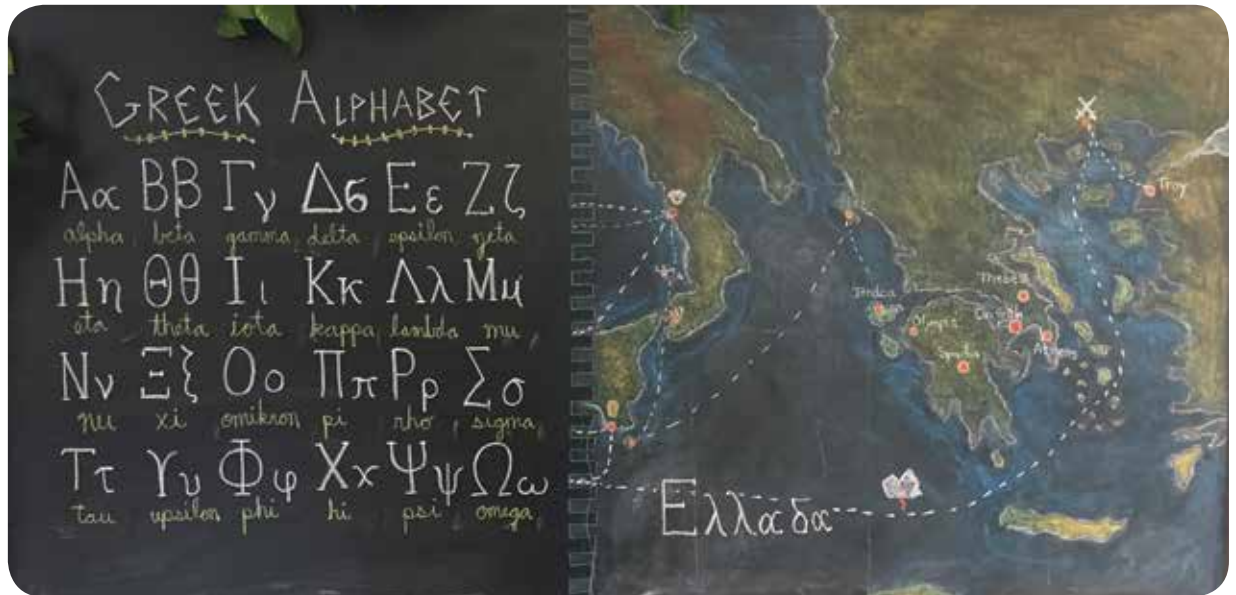 GREEK ALPHABET
Αα Ββ Γγ Δδ Εε Ζζ
alpha beta gamma delta epsilon zeta
Ηη Θθ Ιι Κκ Λλ Μμ
eta theta iota kappa lambda mu
Νν Ξξ Οο Ππ Ρρ Σσ
nu xi omikron pi rho sigma
Ττ Υυ Φφ Χχ Ψψ Ωω
tau upsilon phi hi psi omega
X
Troy
Thebes
Ithaca
Olympia
Sparta
Ελλαδα